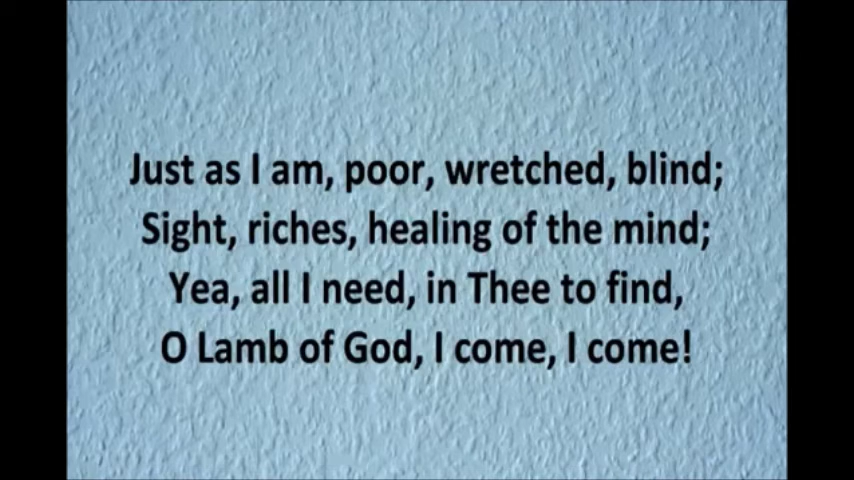 Just as I am, poor, wretched, blind;
Sight, riches, healing of the mind;
Yea, all I need, in Thee to find,
O Lamb of God, I come, I come!